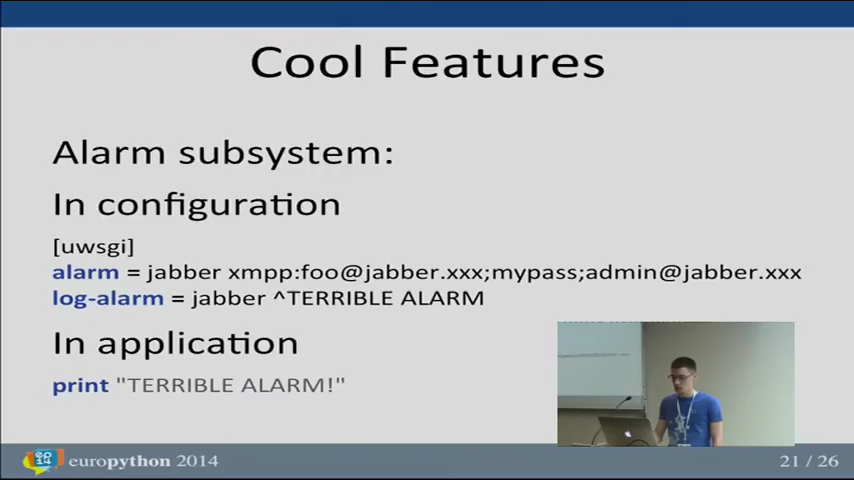 Cool Features
Alarm subsystem:
In configuration
[uwsgi]
alarm = jabber xmpp:foo@jabber.xxx;mypass;admin@jabber.xxx
log-alarm = jabber ^TERRIBLE ALARM
In application
print "TERRIBLE ALARM!"
europython 2014
21 / 26